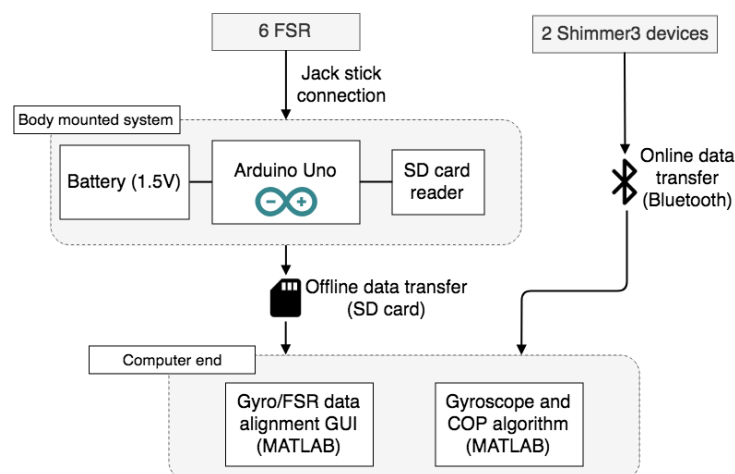 6 FSR
2 Shimmer3 devices
Jack stick
connection
Body mounted system
Battery (1.5V)
Arduino Uno
SD card
reader
Online data
transfer
(Bluetooth)
Offline data transfer
(SD card)
Computer end
Gyro/FSR data
alignment GUI
(MATLAB)
Gyroscope and
COP algorithm
(MATLAB)